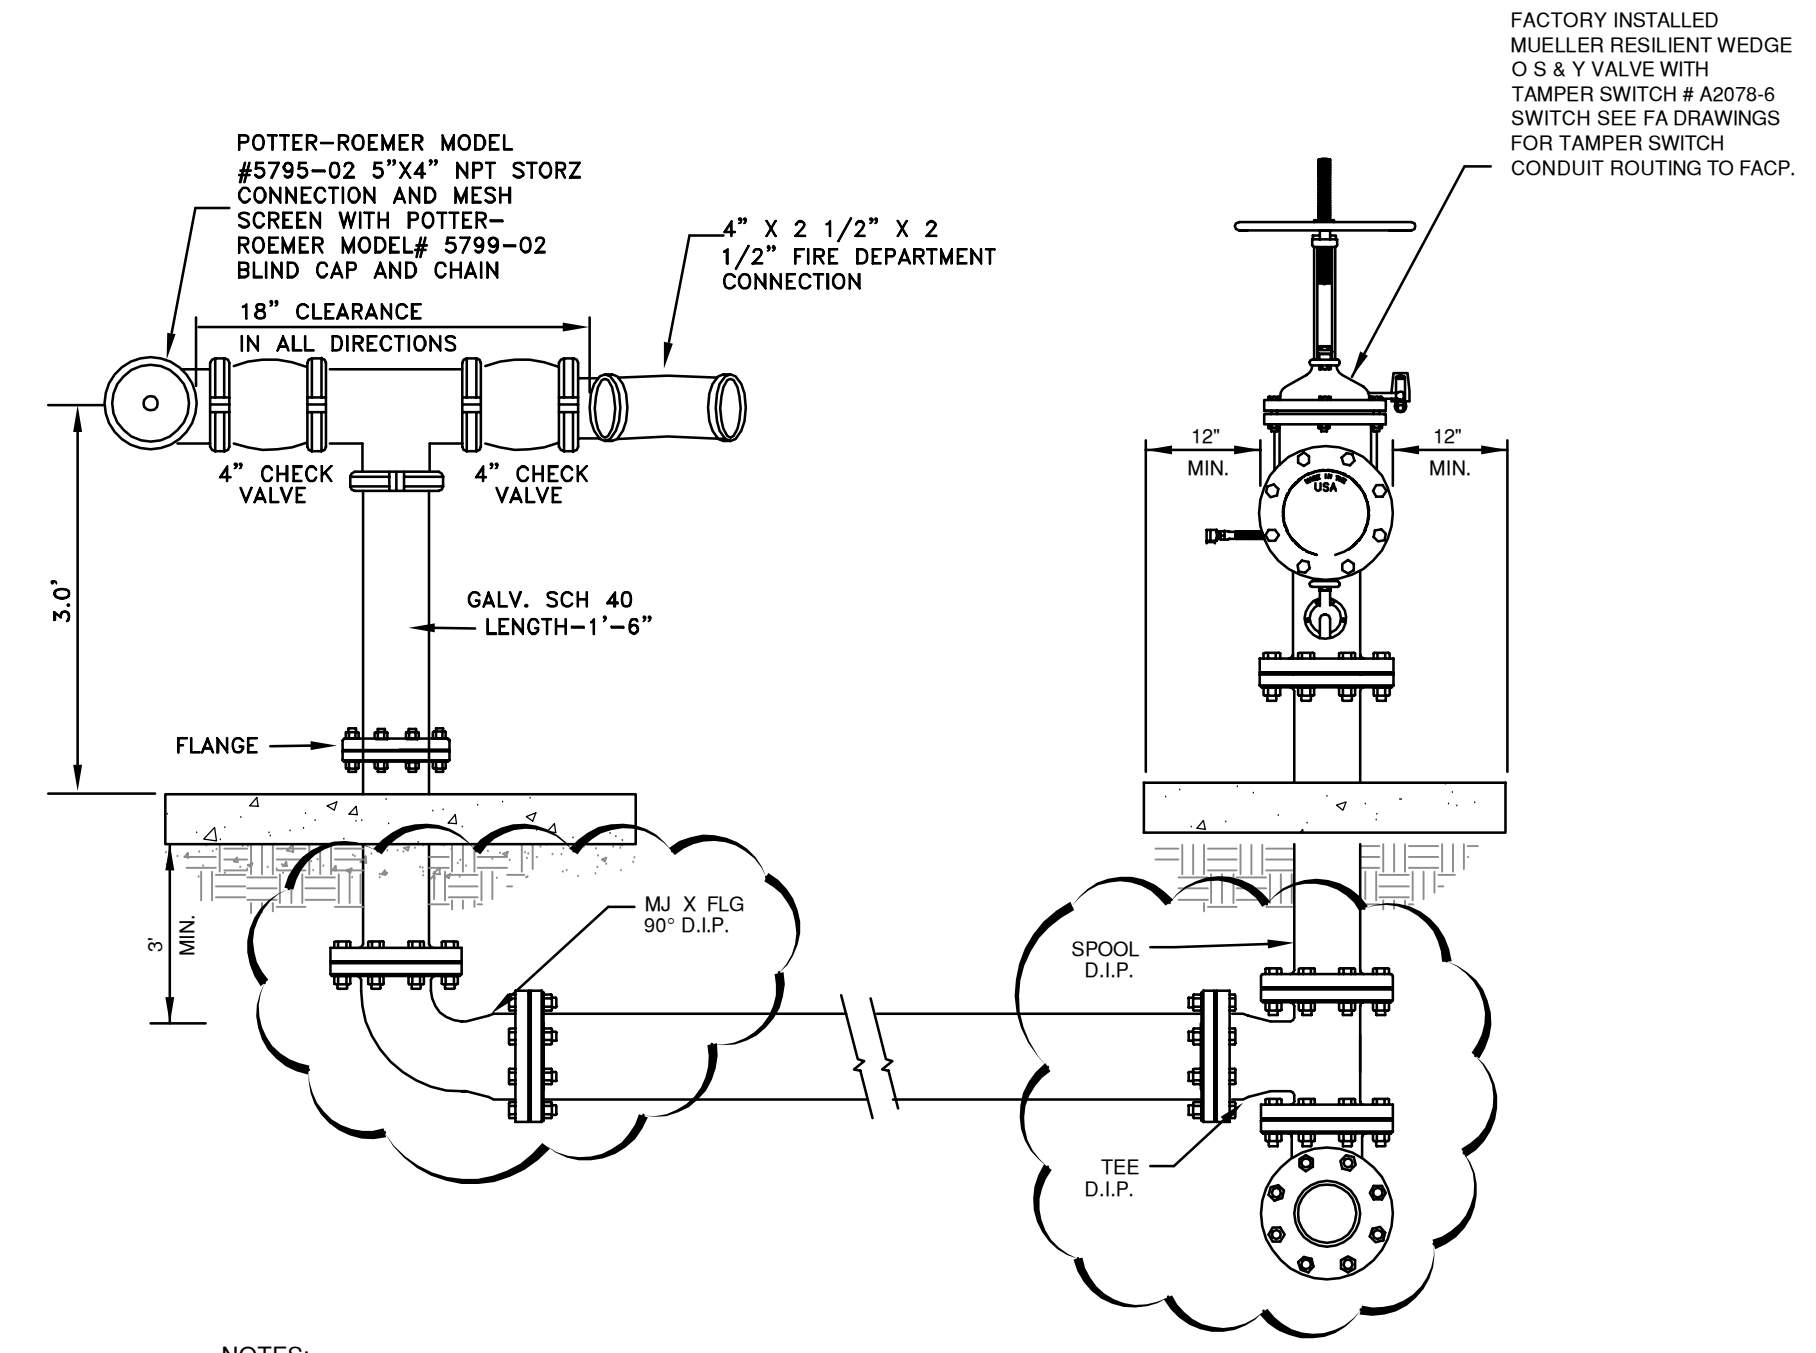 FACTORY INSTALLED
MUELLER RESILIENT WEDGE
O S & Y VALVE WITH
TAMPER SWITCH # A2078-6
SWITCH SEE FA DRAWINGS
FOR TAMPER SWITCH
CONDUIT ROUTING TO FACP.
POTTER-ROEMER MODEL
#5795-02 5"X4" NPT STORZ
CONNECTION AND MESH
SCREEN WITH POTTER-
ROEMER MODEL# 5799-02
BLIND CAP AND CHAIN
18" CLEARANCE
IN ALL DIRECTIONS
4" X 2 1/2" X 2
1/2" FIRE DEPARTMENT
CONNECTION
4" CHECK
VALVE
4" CHECK
VALVE
12"
MIN.
12"
MIN.
MADE IN THE
USA
3.0'
GALV. SCH 40
LENGTH-1'-6"
FLANGE
3'
MIN.
MJ X FLG
90° D.I.P.
SPOOL
D.I.P.
TEE
D.I.P.
NOTES: